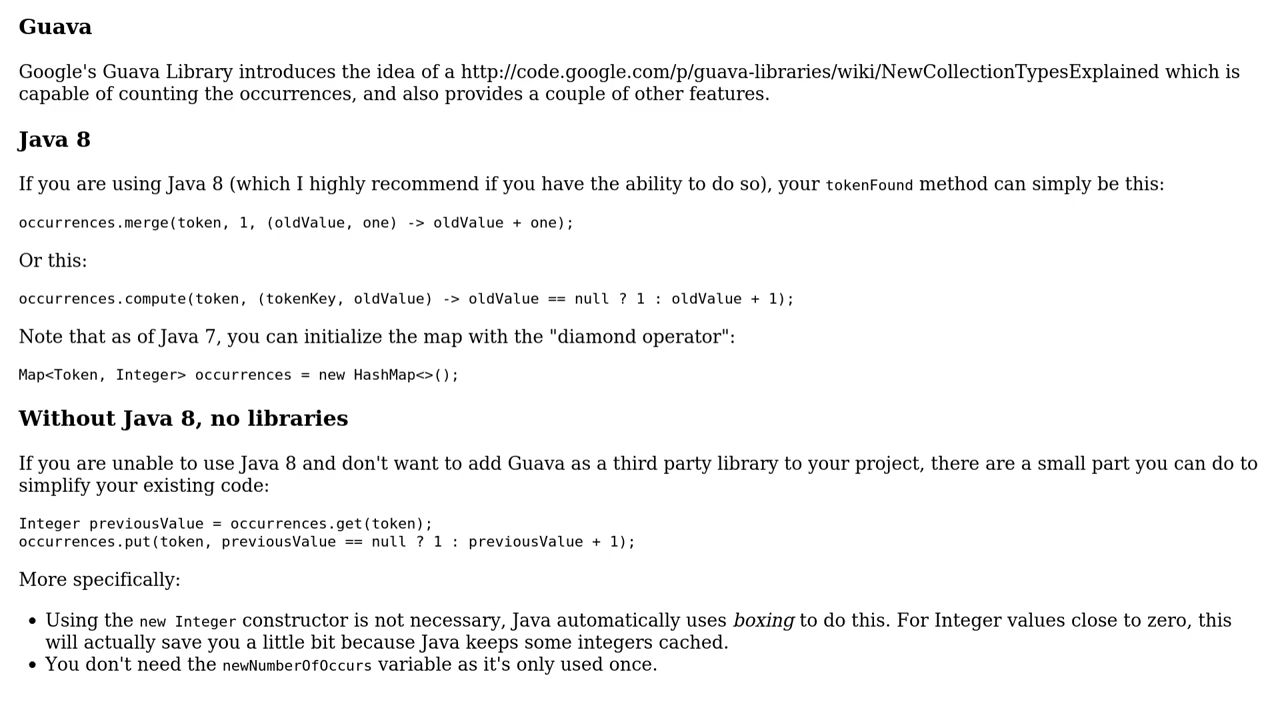 Guava
Google's Guava Library introduces the idea of a http://code.google.com/p/guava-libraries/wiki/NewCollectionTypesExplained which is
capable of counting the occurrences, and also provides a couple of other features.
Java 8
If you are using Java 8 (which I highly recommend if you have the ability to do so), your tokenFound method can simply be this:
occurrences.merge(token, 1, (oldValue, one) -> oldValue + one);
Or this:
occurrences.compute(token, (tokenKey, oldValue) -> oldValue == null ? 1 : oldValue + 1);
Note that as of Java 7, you can initialize the map with the "diamond operator":
Map<Token, Integer> occurrences = new HashMap<>();
Without Java 8, no libraries
If you are unable to use Java 8 and don't want to add Guava as a third party library to your project, there are a small part you can do to
simplify your existing code:
Integer previousValue = occurrences.get(token);
occurrences.put(token, previousValue == null ? 1 : previousValue + 1);
More specifically:
• Using the new Integer constructor is not necessary, Java automatically uses boxing to do this. For Integer values close to zero, this
will actually save you a little bit because Java keeps some integers cached.
• You don't need the newNumberOfOccurs variable as it's only used once.